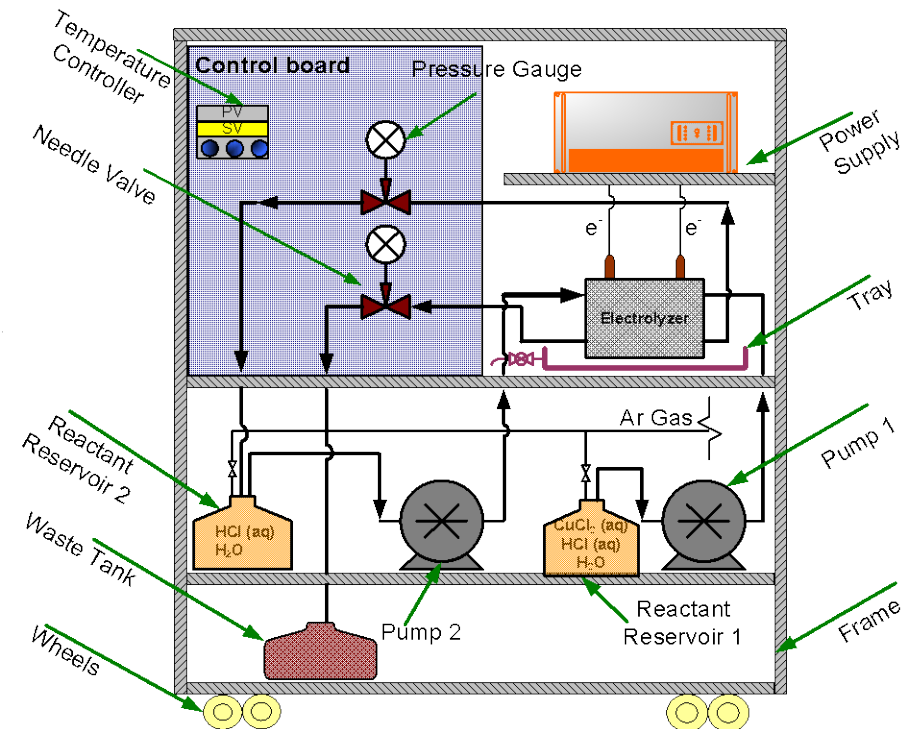 Temperature
Controller
Control board
PV
SV
Pressure Gauge
Needle Valve
Power
Supply
e-
e-
Electrolyzer
Tray
Reactant
Reservoir 2
Ar Gas
Pump 1
HCl (aq)
H2O
CuCl2 (aq)
HCl (aq)
H2O
Waste Tank
Pump 2
Reactant
Reservoir 1
Frame
Wheels